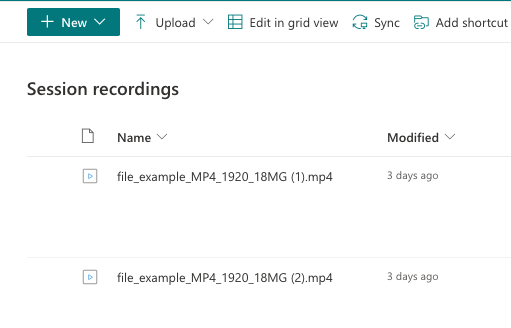 New Upload Edit in grid view Sync Add shortcut
Session recordings
Name Modified
file_example_MP4_1920_18MG (1).mp4 3 days ago
file_example_MP4_1920_18MG (2).mp4 3 days ago